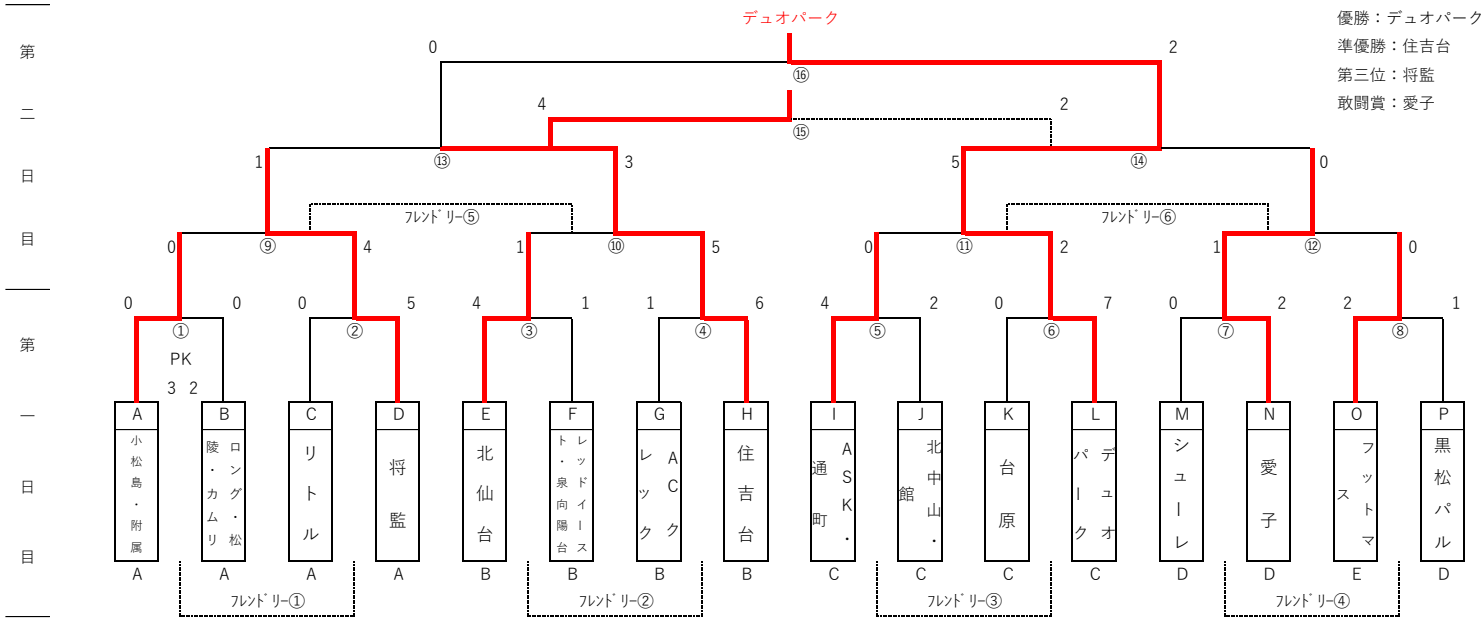 デュオパーク
優勝：デュオパーク
準優勝：住吉台
第三位：将監
敢闘賞：愛子
第二日目
第一日目
0 2
⑯
4 2
⑮
1 ⑬ 3 5 ⑭ 0
ﾌﾚﾝﾄﾞﾘｰ⑤ ﾌﾚﾝﾄﾞﾘｰ⑥
0 ⑨ 4 1 ⑩ 5 0 ⑪ 2 1 ⑫ 0
0 0 0 5 4 1 1 6 4 2 0 7 0 2 2 1
① ② ③ ④ ⑤ ⑥ ⑦ ⑧
PK
3 2
A B C D E F G H I J K L M N O P
小松島・附属
ロング・松陵・カムリ
リトル
将監
北仙台
レッドイースト・泉向陽台
ACクレック
住吉台
ASK・通町
北中山・館
台原
デュオパーク
シューレ
愛子
フットマス
黒松パル
A A A A B B B B C C C C D D E D
ﾌﾚﾝﾄﾞﾘｰ① ﾌﾚﾝﾄﾞﾘｰ② ﾌﾚﾝﾄﾞﾘｰ③ ﾌﾚﾝﾄﾞﾘｰ④